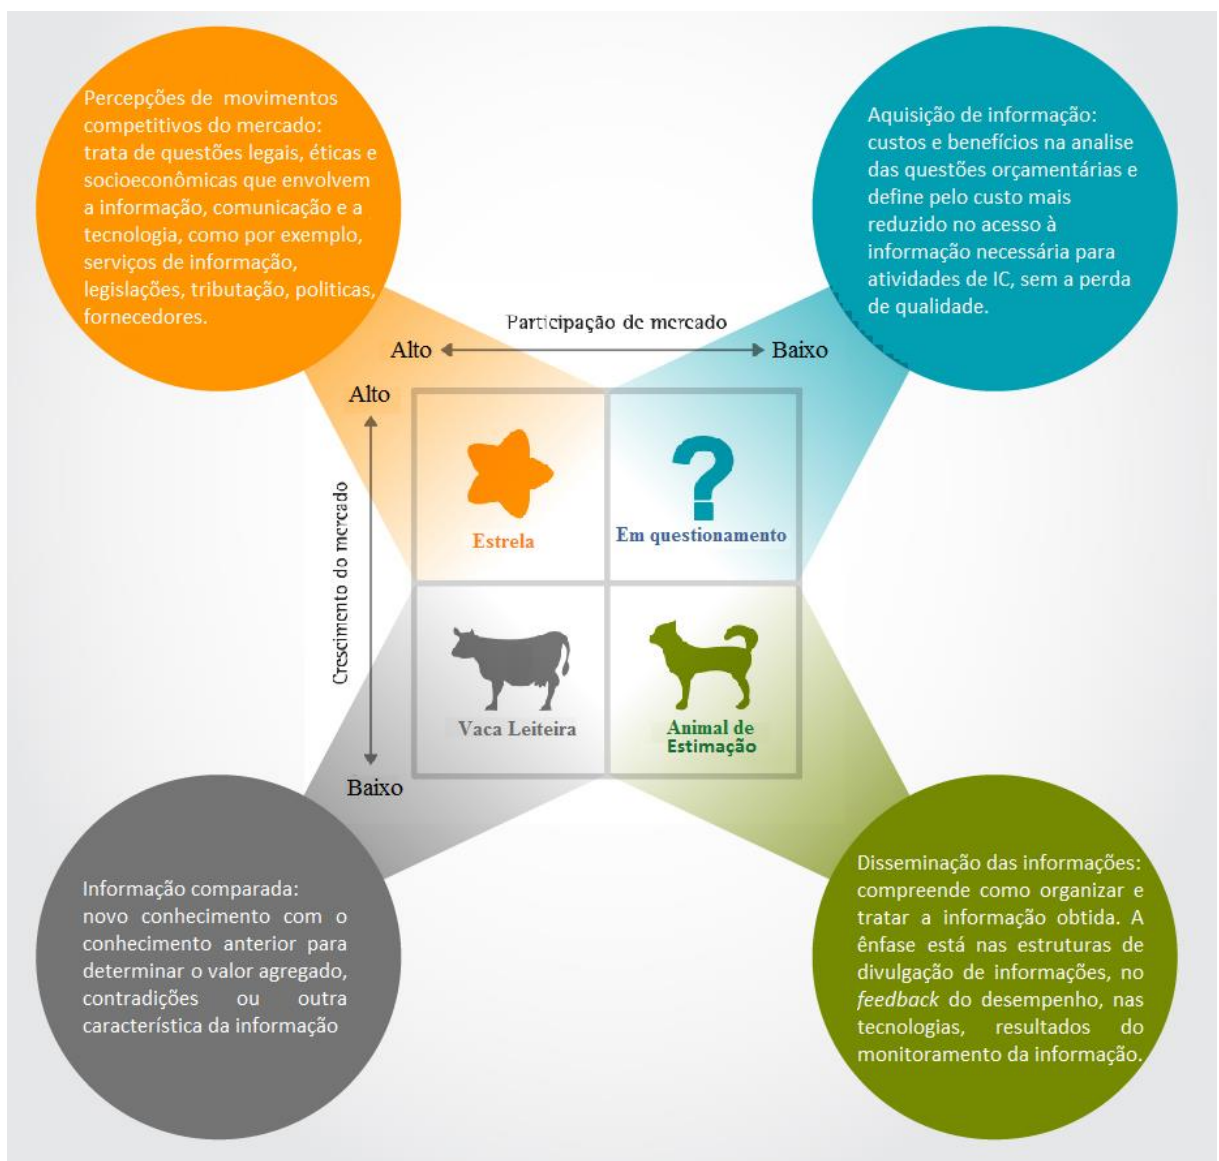 Percepções de movimentos
competitivos do mercado:
trata de questões legais, éticas e
socioeconômicas que envolvem
a informação, comunicação e a
tecnologia, como por exemplo,
serviços de informação,
legislações, tributação, politicas,
fornecedores.
Aquisição de informação:
custos e benefícios na analise
das questões orçamentárias e
define pelo custo mais
reduzido no acesso à
informação necessária para
atividades de IC, sem a perda
de qualidade.
Participação de mercado
Alto
Baixo
Alto
Crescimento do mercado
Baixo
Estrela
Em questionamento
?
Vaca Leiteira
Animal de
Estimação
Informação comparada:
novo conhecimento com o
conhecimento anterior para
determinar o valor agregado,
contradições ou outra
característica da informação
Disseminação das informações:
compreende como organizar e
tratar a informação obtida. A
ênfase está nas estruturas de
divulgação de informações, no
feedback do desempenho, nas
tecnologias, resultados do
monitoramento da informação.